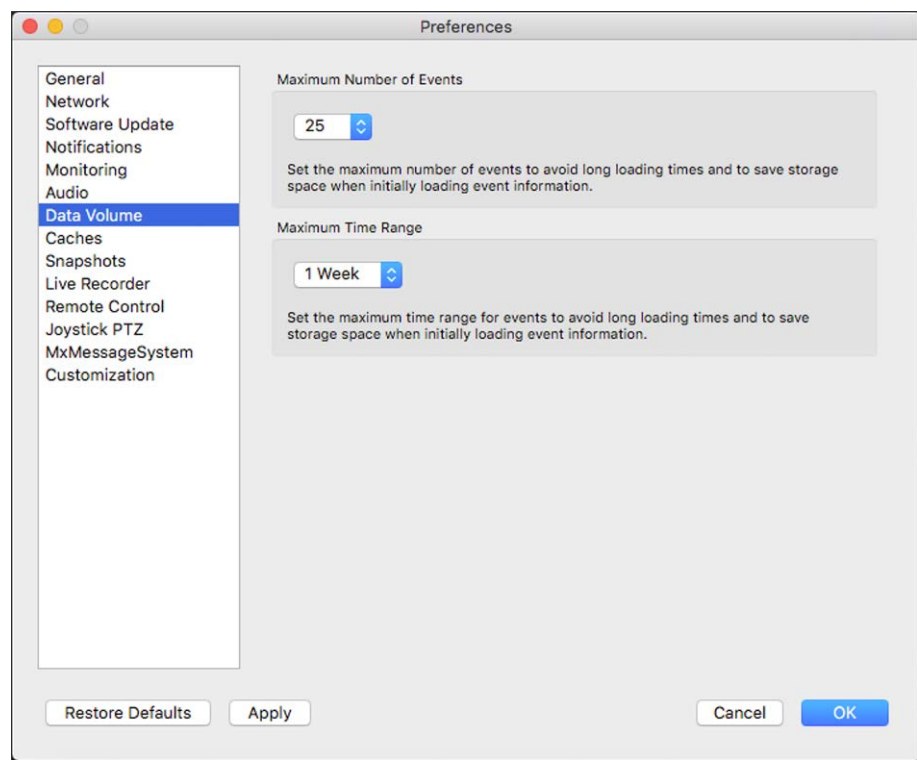 Preferences
General
Network
Software Update
Notifications
Monitoring
Audio
Data Volume
Caches
Snapshots
Live Recorder
Remote Control
Joystick PTZ
MxMessageSystem
Customization
Maximum Number of Events
25
Set the maximum number of events to avoid long loading times and to save storage
space when initially loading event information.
Maximum Time Range
1 Week
Set the maximum time range for events to avoid long loading times and to save
storage space when initially loading event information.
Restore Defaults
Apply
Cancel
OK